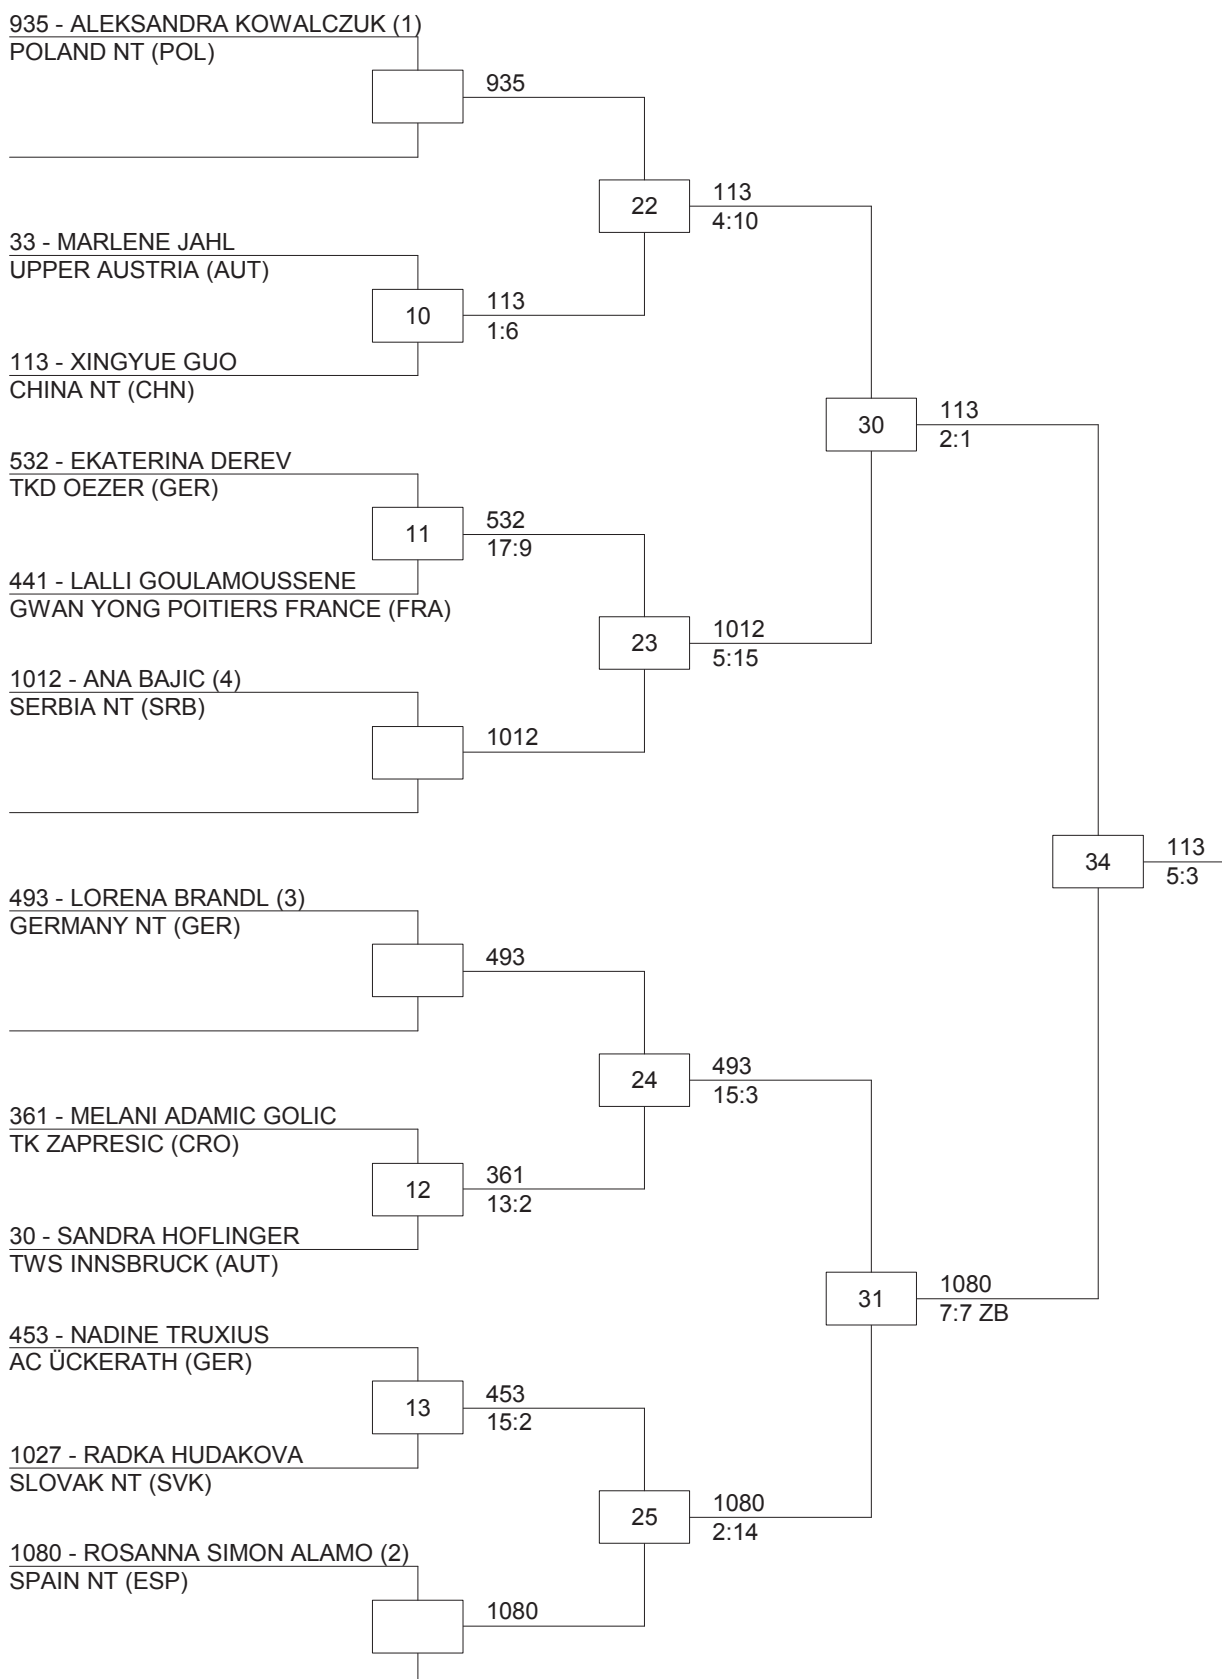 935 - ALEKSANDRA KOWALCZUK (1)
POLAND NT (POL)
935
22
113
4:10
33 - MARLENE JAHL
UPPER AUSTRIA (AUT)
10
113
1:6
113 - XINGYUE GUO
CHINA NT (CHN)
30
113
2:1
532 - EKATERINA DEREV
TKD OEZER (GER)
11
532
17:9
441 - LALLI GOULAMOUSSENE
GWAN YONG POITIERS FRANCE (FRA)
23
1012
5:15
1012 - ANA BAJIC (4)
SERBIA NT (SRB)
1012
34
113
5:3
493 - LORENA BRANDL (3)
GERMANY NT (GER)
493
24
493
15:3
361 - MELANI ADAMIC GOLIC
TK ZAPRESIC (CRO)
12
361
13:2
30 - SANDRA HOFLINGER
TWS INNSBRUCK (AUT)
31
1080
7:7 ZB
453 - NADINE TRUXIUS
AC ÜCKERATH (GER)
13
453
15:2
1027 - RADKA HUDAKOVA
SLOVAK NT (SVK)
25
1080
2:14
1080 - ROSANNA SIMON ALAMO (2)
SPAIN NT (ESP)
1080